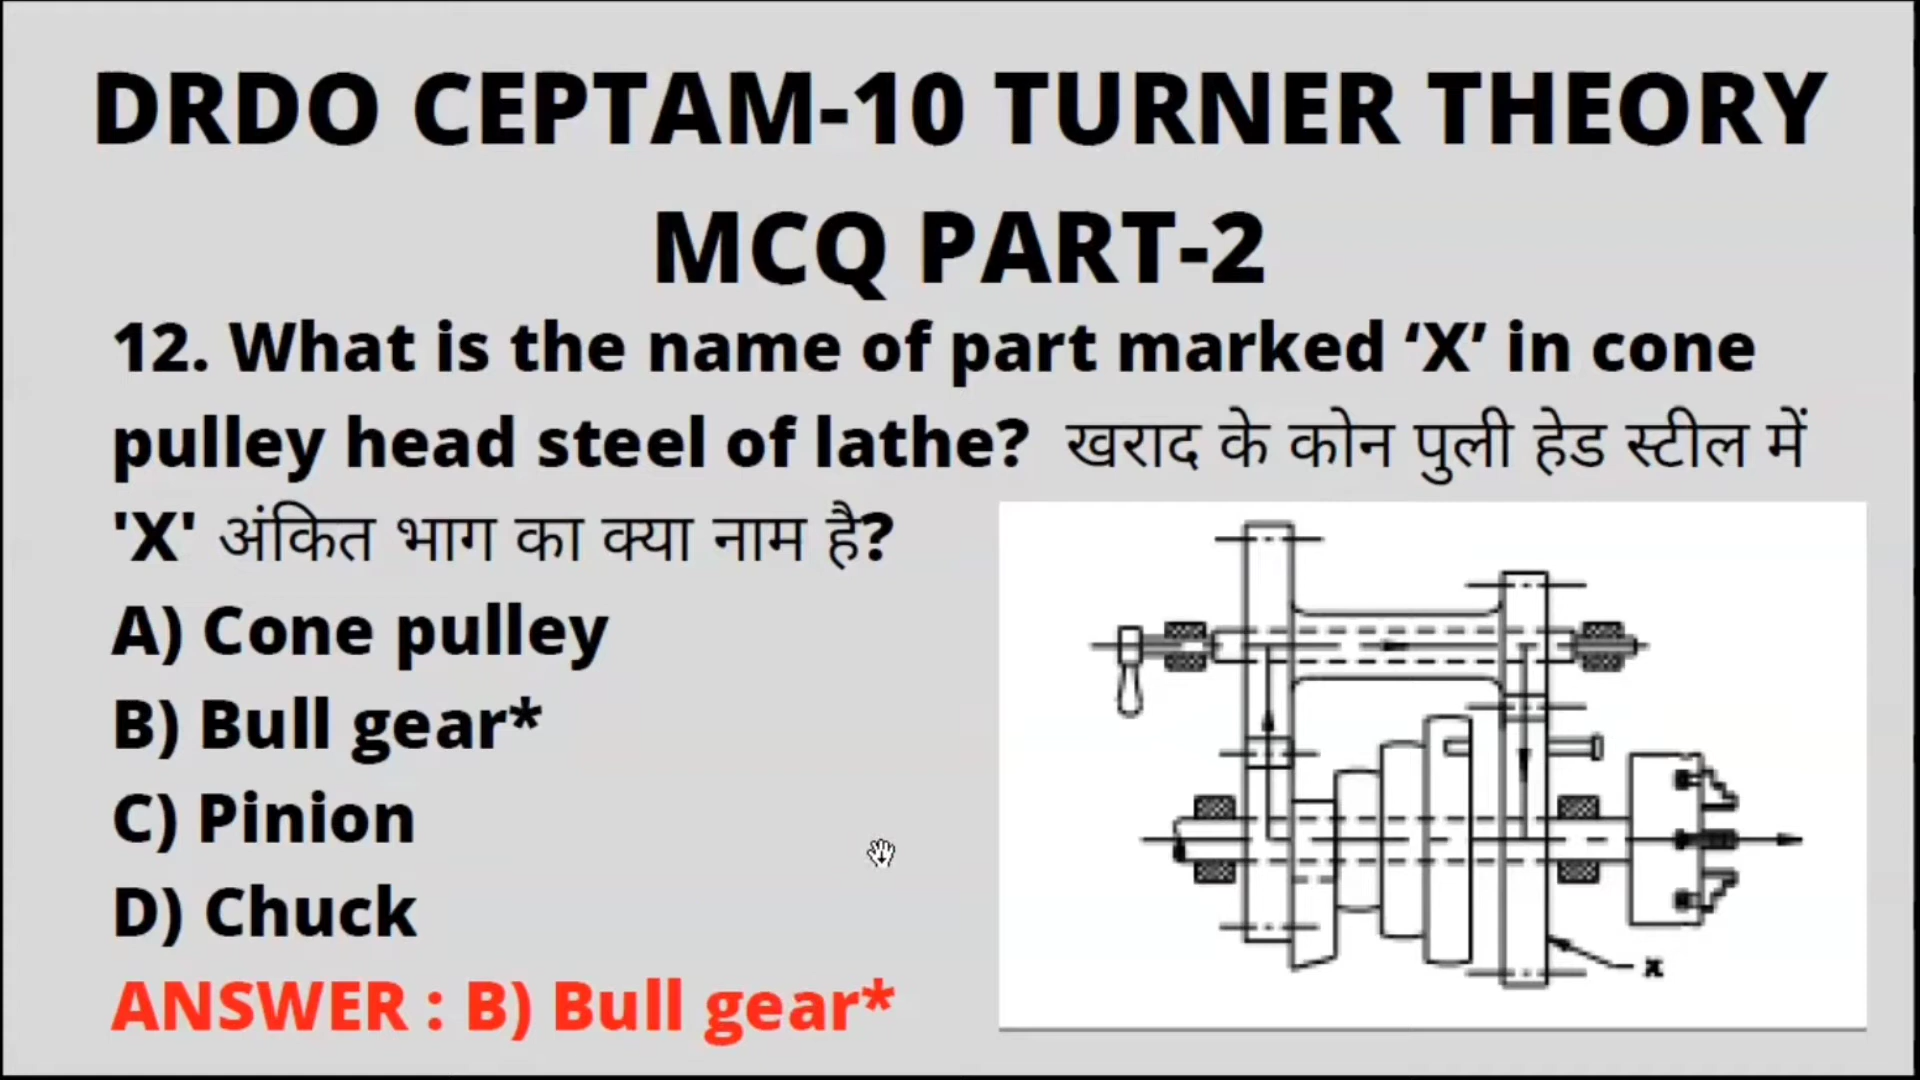 DRDO CEPTAM-10 TURNER THEORY
MCQ PART-2
12. What is the name of part marked ‘X’ in cone
pulley head steel of lathe? खराद के कोन पुली हेड स्टील में
'X' अंकित भाग का क्या नाम है?
A) Cone pulley
B) Bull gear*
C) Pinion
D) Chuck
ANSWER : B) Bull gear*
X